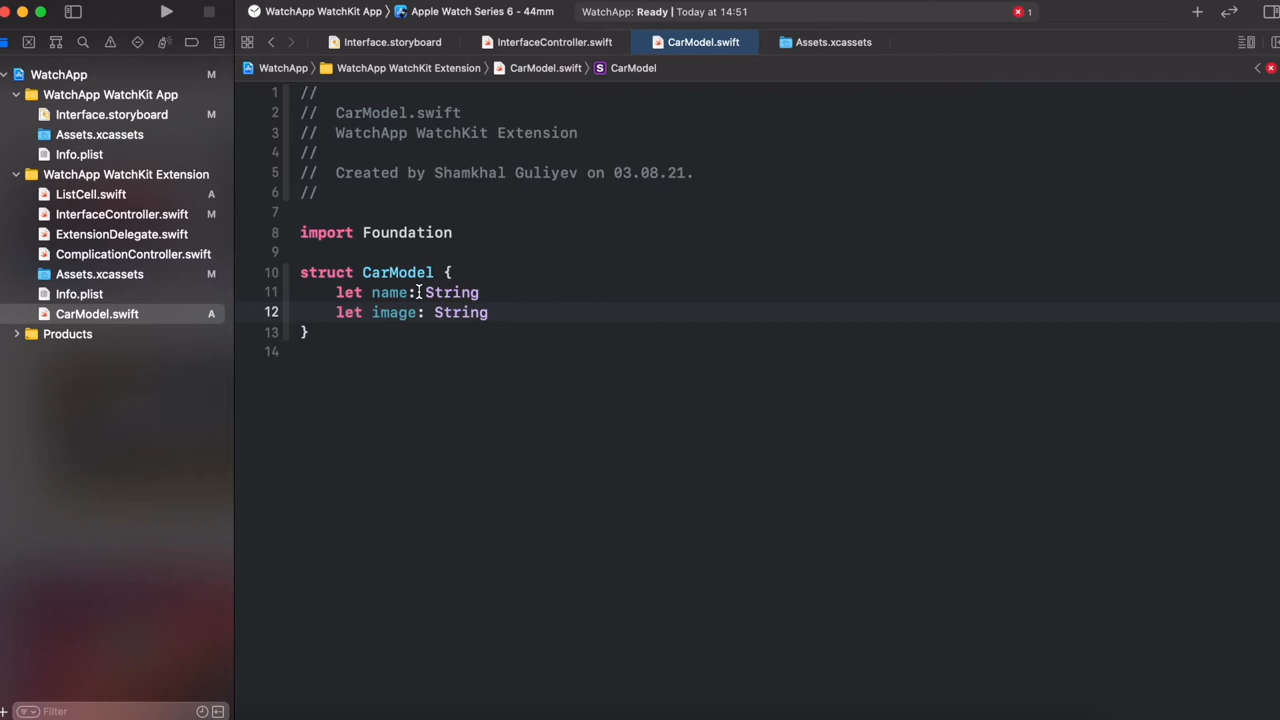 WatchApp WatchKit App
Apple Watch Series 6 - 44mm
WatchApp: Ready | Today at 14:51
1
Interface.storyboard
InterfaceController.swift
CarModel.swift
Assets.xcassets
WatchApp
WatchApp WatchKit Extension
CarModel.swift
CarModel
WatchApp M
WatchApp WatchKit App
Interface.storyboard M
Assets.xcassets
Info.plist
WatchApp WatchKit Extension
ListCell.swift A
InterfaceController.swift M
ExtensionDelegate.swift
ComplicationController.swift
Assets.xcassets M
Info.plist
CarModel.swift A
Products
1 //
2 //  CarModel.swift
3 //  WatchApp WatchKit Extension
4 //
5 //  Created by Shamkhal Guliyev on 03.08.21.
6 //
7
8 import Foundation
9
10 struct CarModel {
11     let name: String
12     let image: String
13 }
14
Filter